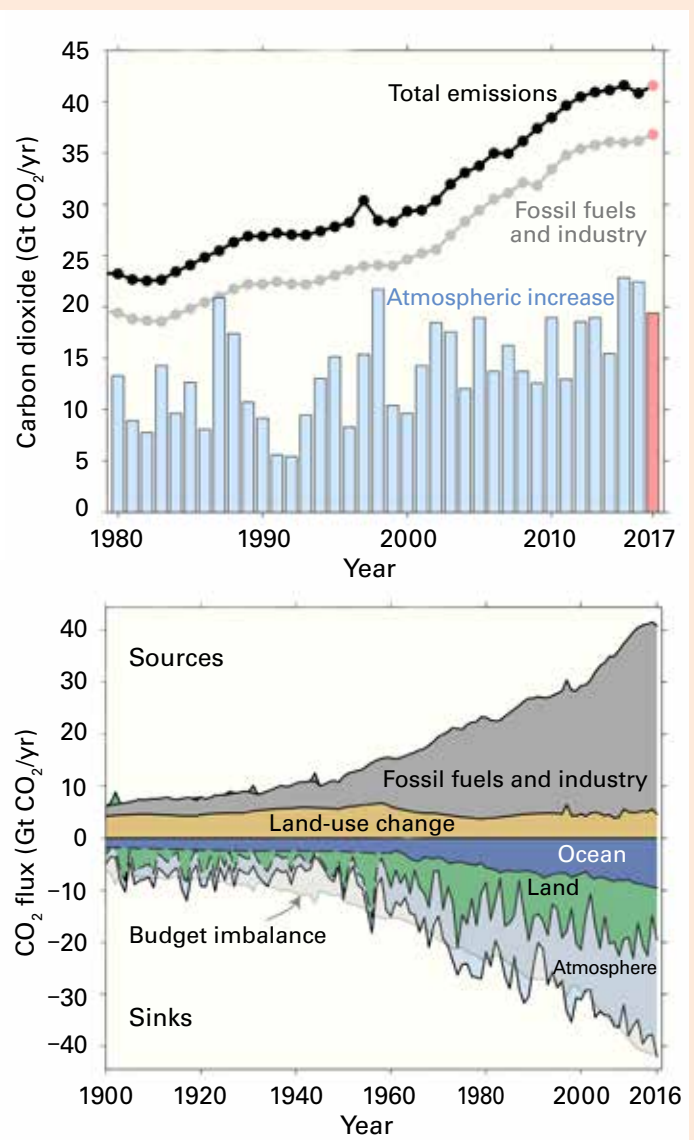 Carbon dioxide (Gt CO₂/yr)
45
40
35
30
25
20
15
10
5
0
Total emissions
Fossil fuels
and industry
Atmospheric increase
1980 1990 2000 2010 2017
Year
CO₂ flux (Gt CO₂/yr)
40
30
20
10
0
−10
−20
−30
−40
Sources
Fossil fuels and industry
Land-use change
Ocean
Land
Budget imbalance
Atmosphere
Sinks
1900 1920 1940 1960 1980 2000 2016
Year